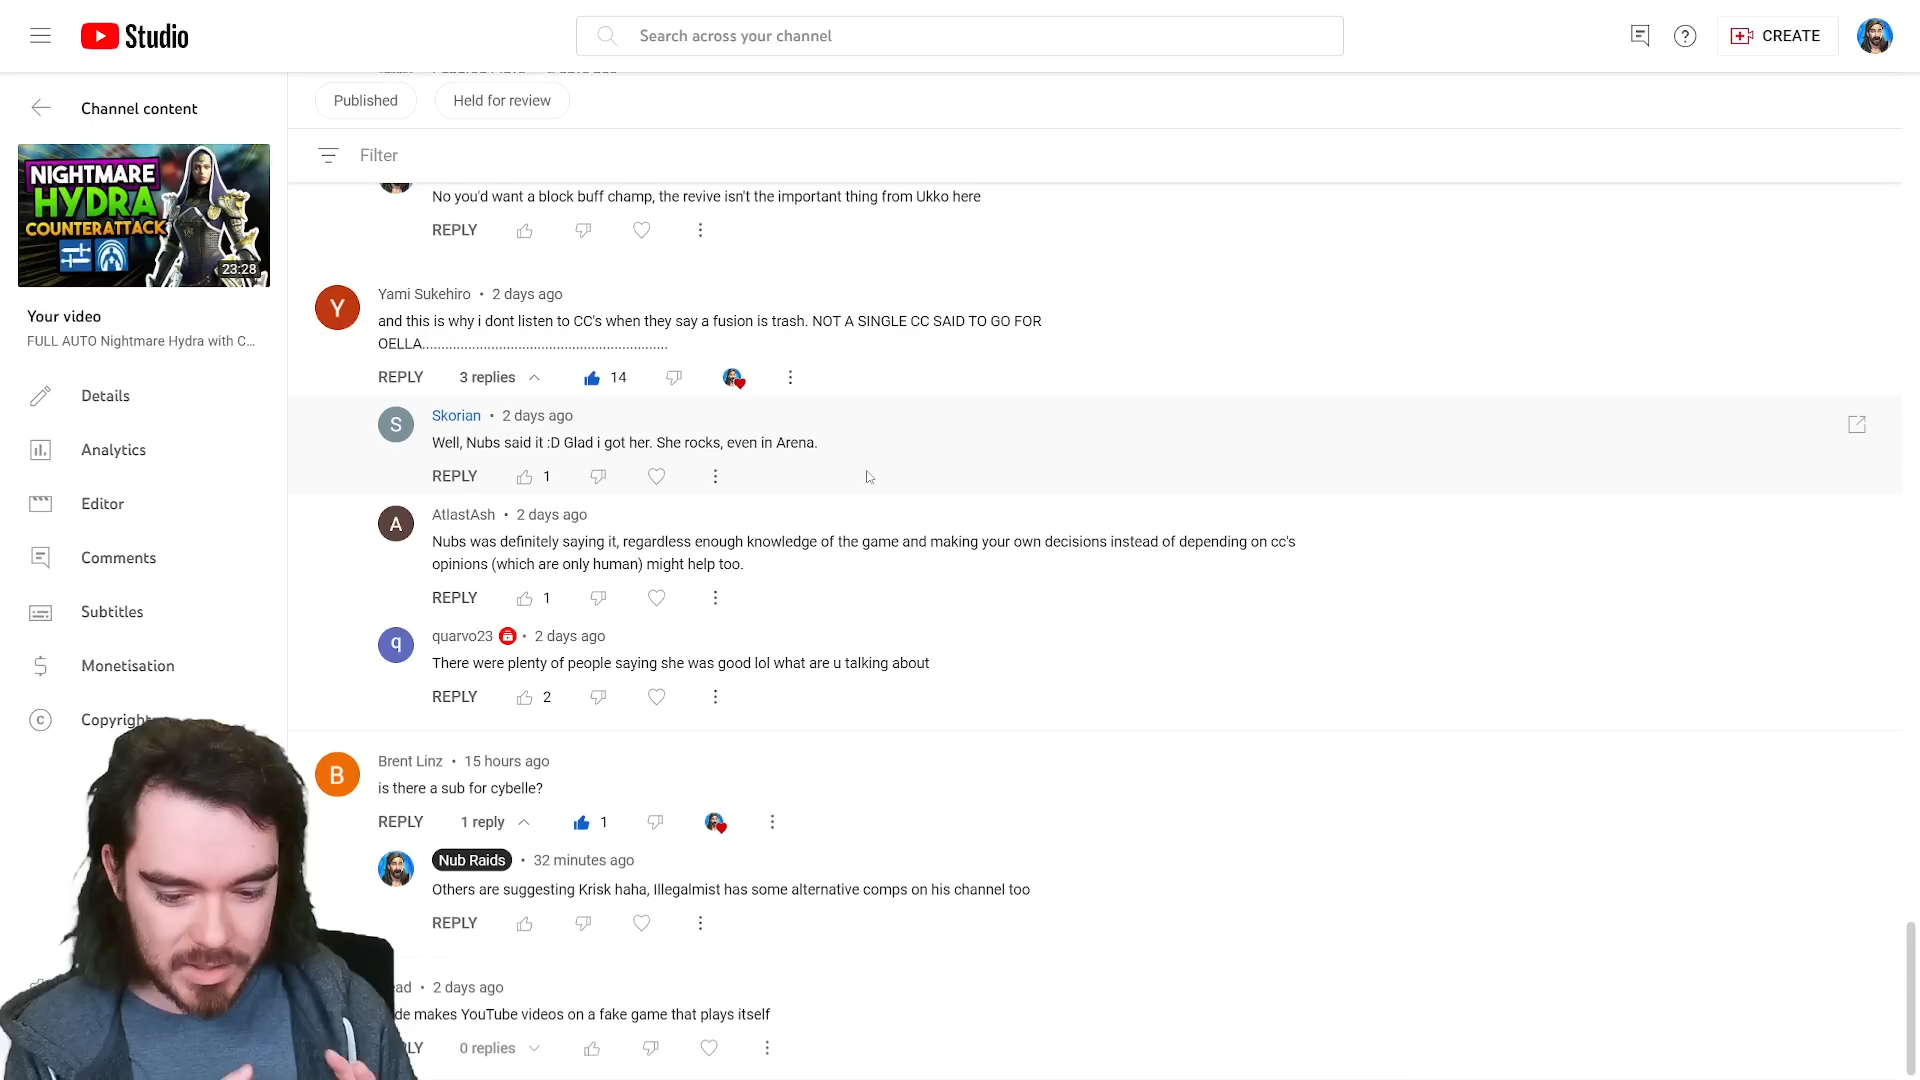 Studio
Search across your channel
CREATE
Channel content
NIGHTMARE
HYDRA
COUNTERATTACK
23:28
Your video
FULL AUTO Nightmare Hydra with C...
Details
Analytics
Editor
Comments
Subtitles
Monetisation
Copyright
Published
Held for review
Filter
No you'd want a block buff champ, the revive isn't the important thing from Ukko here
REPLY
Y
Yami Sukehiro • 2 days ago
and this is why i dont listen to CC's when they say a fusion is trash. NOT A SINGLE CC SAID TO GO FOR
OELLA................................................................
REPLY 3 replies 14
S
Skorian • 2 days ago
Well, Nubs said it :D Glad i got her. She rocks, even in Arena.
REPLY 1
A
AtlastAsh • 2 days ago
Nubs was definitely saying it, regardless enough knowledge of the game and making your own decisions instead of depending on cc's
opinions (which are only human) might help too.
REPLY 1
q
quarvo23 • 2 days ago
There were plenty of people saying she was good lol what are u talking about
REPLY 2
B
Brent Linz • 15 hours ago
is there a sub for cybelle?
REPLY 1 reply 1
Nub Raids • 32 minutes ago
Others are suggesting Krisk haha, Illegalmist has some alternative comps on his channel too
REPLY
• 2 days ago
makes YouTube videos on a fake game that plays itself
0 replies